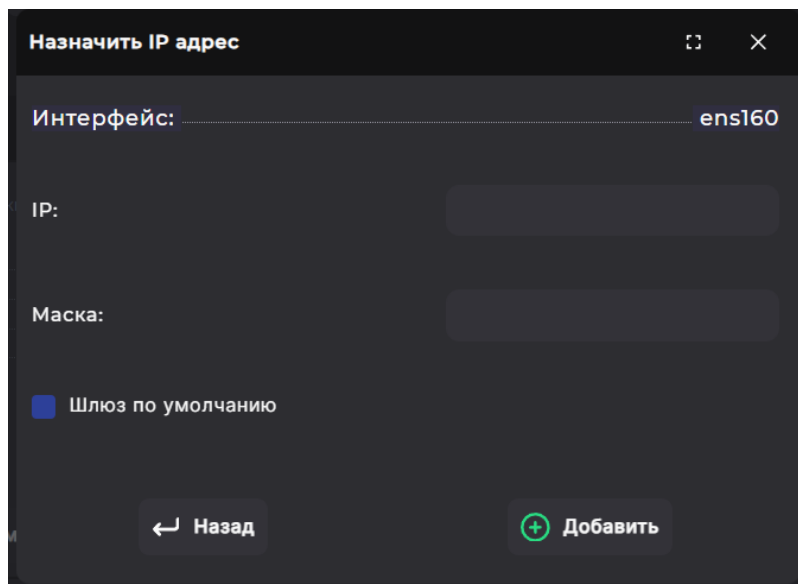 Назначить IP адрес
Интерфейс: ens160
IP:
Маска:
Шлюз по умолчанию
Назад Добавить